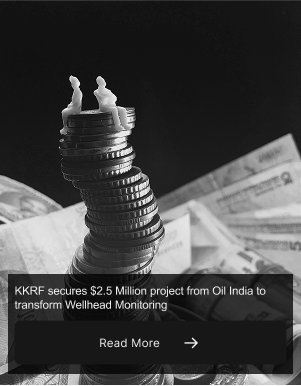 KKRF secures $2.5 Million project from Oil India to
transform Wellhead Monitoring
Read More →